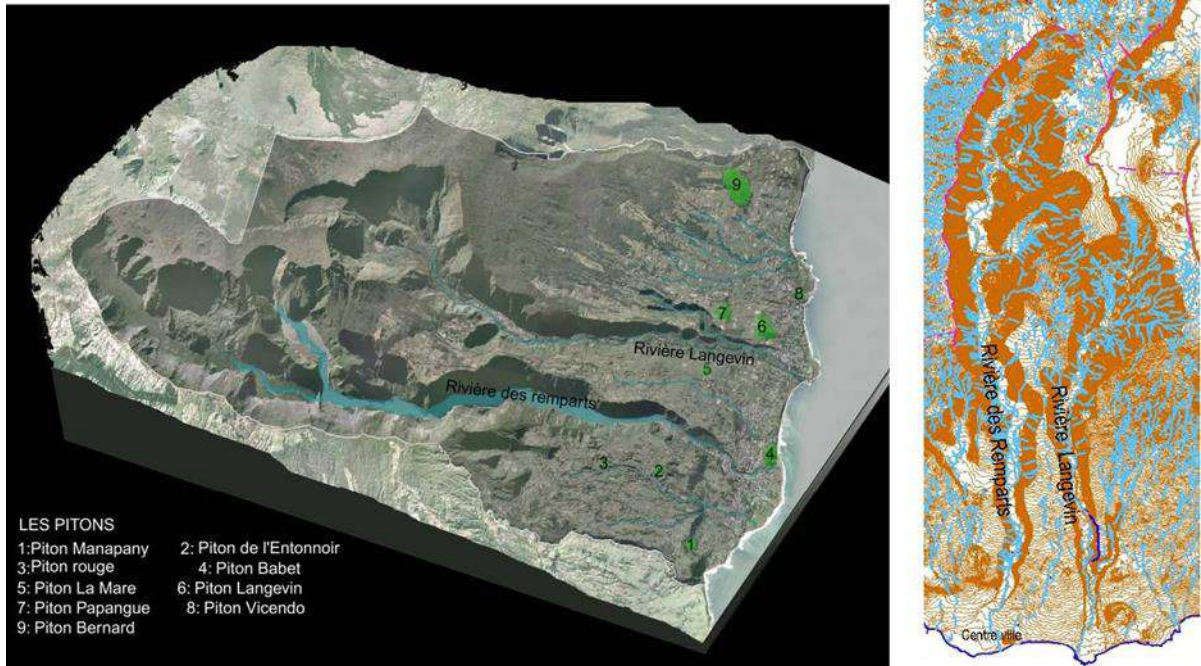 9
8
7
6
Rivière Langevin
5
Rivière des remparts
4
3
2
1
LES PITONS
1:Piton Manapany 2: Piton de l'Entonnoir
3:Piton rouge 4: Piton Babet
5: Piton La Mare 6: Piton Langevin
7: Piton Papangue 8: Piton Vicendo
9: Piton Bernard
Rivière des Remparts
Rivière Langevin
Centre ville